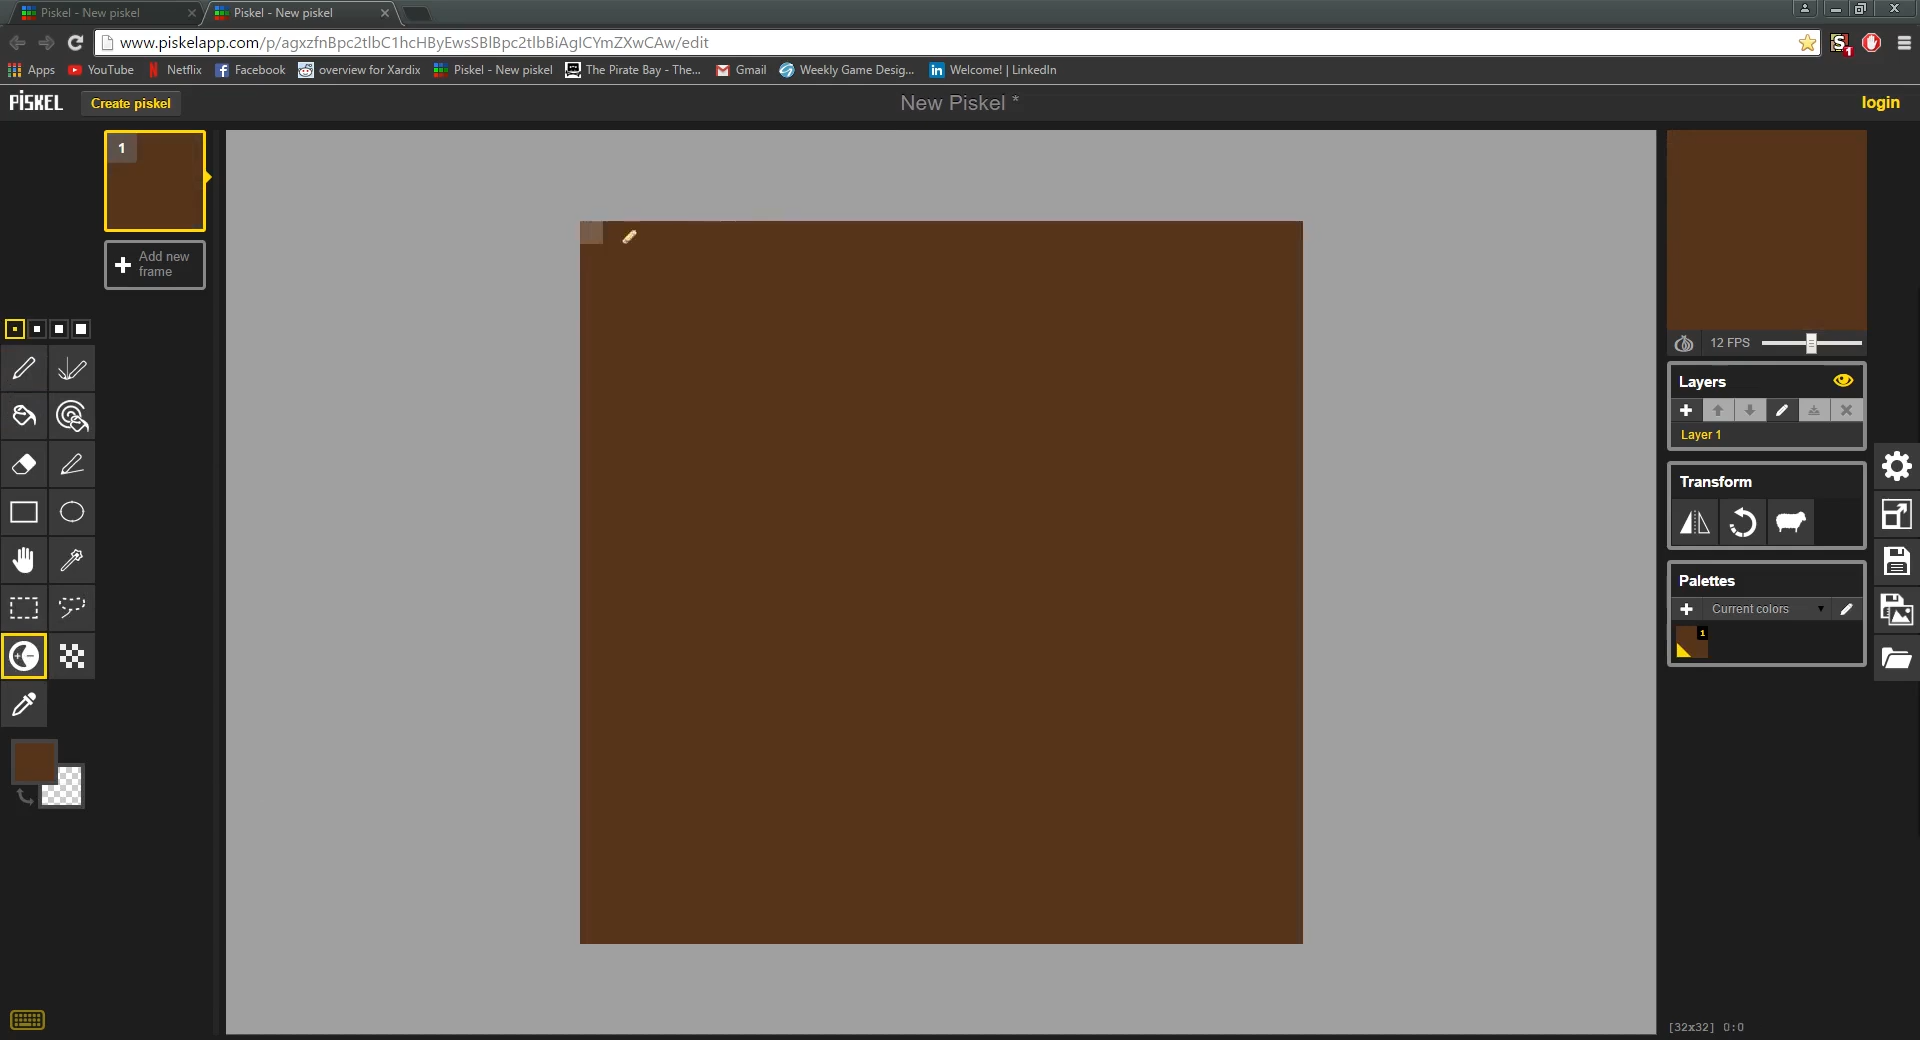 Piskel - New piskel
Piskel - New piskel
www.piskelapp.com/p/agxzfnBpc2tlbC1hcHByEwsSBlBpc2tlbBiAgICYmZXwCAw/edit
1
Apps YouTube Netflix Facebook overview for Xardix Piskel - New piskel The Pirate Bay - The... Gmail Weekly Game Desig... Welcome! | LinkedIn
PISKEL Create piskel New Piskel * login
1
Add new
frame
12 FPS
Layers
Layer 1
Transform
Palettes
Current colors
1
[32x32] 0:0